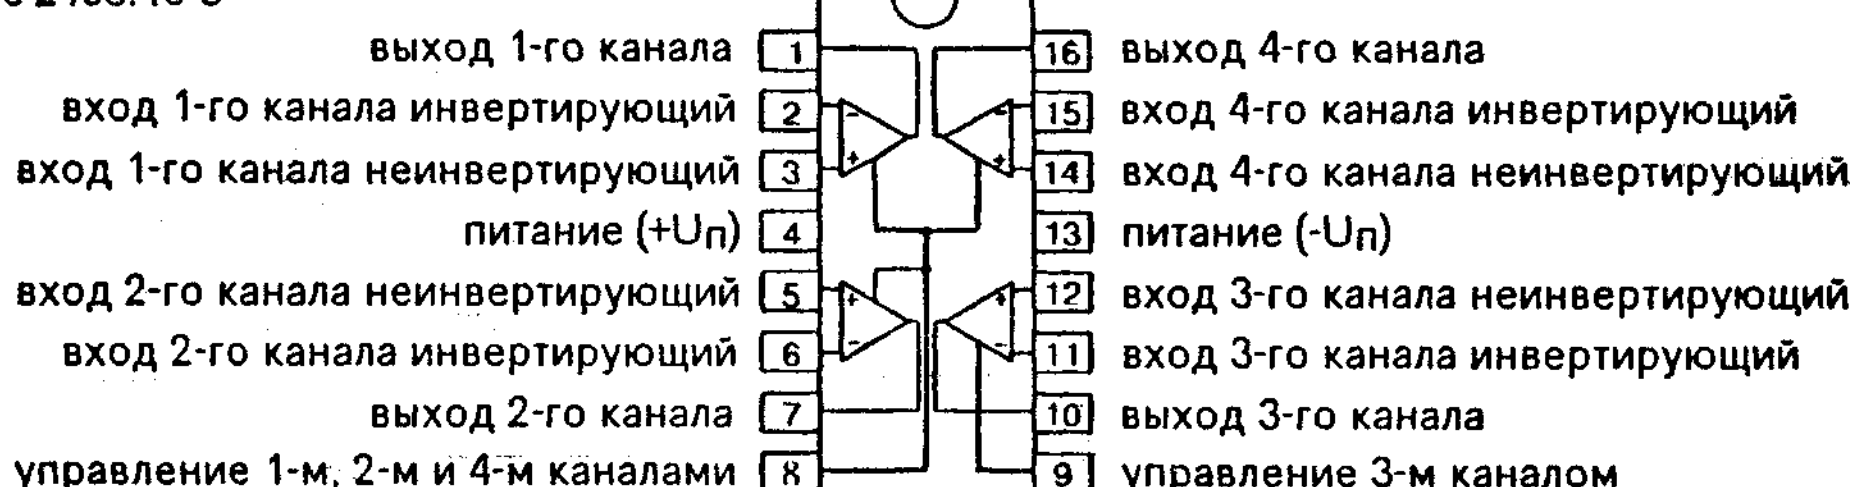 выход 1-го канала 1 16 выход 4-го канала
вход 1-го канала инвертирующий 2 - - 15 вход 4-го канала инвертирующий
вход 1-го канала неинвертирующий 3 + + 14 вход 4-го канала неинвертирующий
питание (+Uп) 4 13 питание (-Uп)
вход 2-го канала неинвертирующий 5 + + 12 вход 3-го канала неинвертирующий
вход 2-го канала инвертирующий 6 - - 11 вход 3-го канала инвертирующий
выход 2-го канала 7 10 выход 3-го канала
управление 1-м, 2-м и 4-м каналами 8 9 управление 3-м каналом